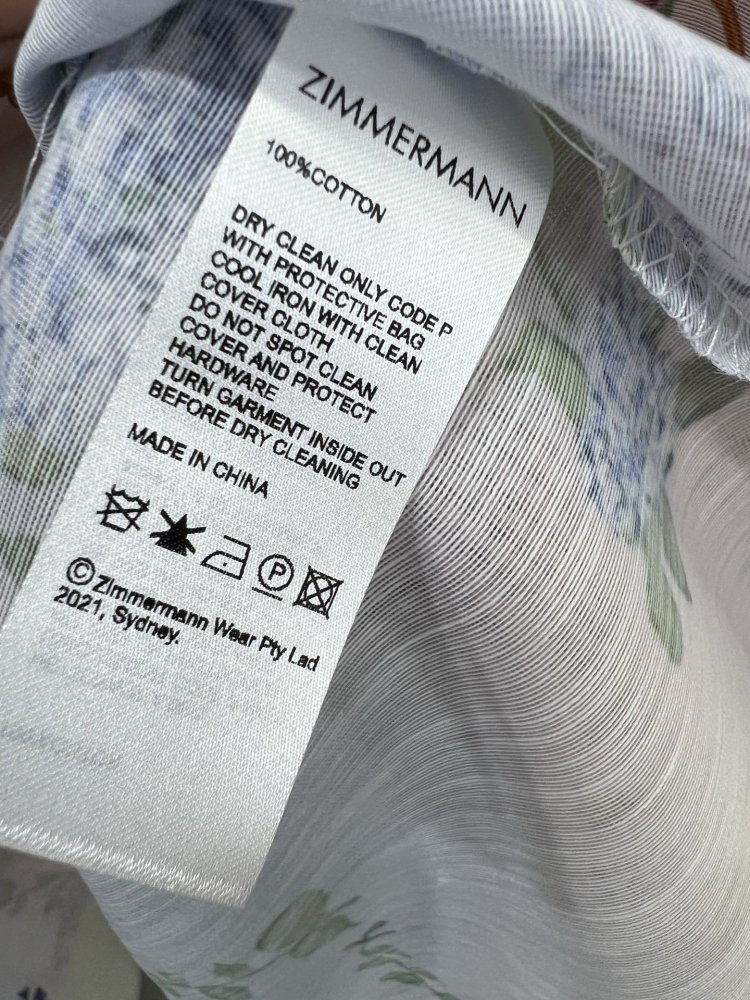 ZIMMERMANN
100%COTTON
DRY CLEAN ONLY CODE P
WITH PROTECTIVE BAG
COOL IRON WITH CLEAN
COVER CLOTH
DO NOT SPOT CLEAN
COVER AND PROTECT
HARDWARE
TURN GARMENT INSIDE OUT
BEFORE DRY CLEANING
MADE IN CHINA
P
©Zimmermann Wear Pty Lad
2021, Sydney.